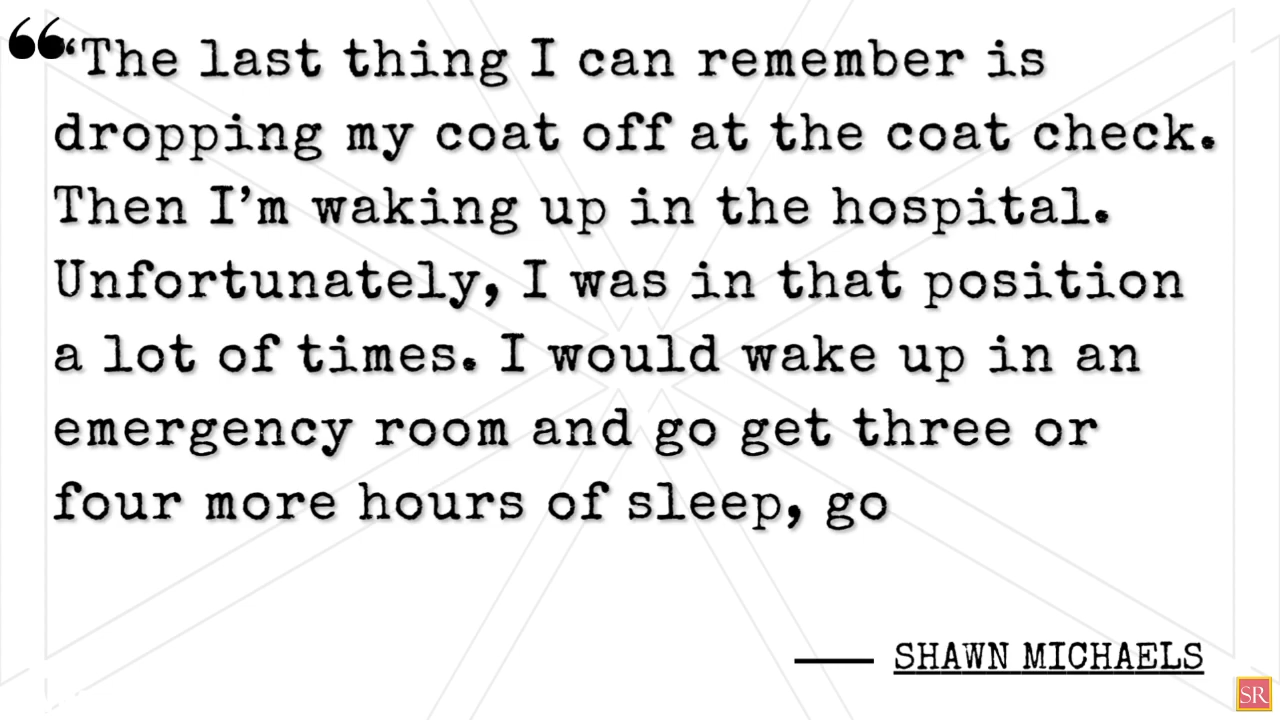 “‘The last thing I can remember is
dropping my coat off at the coat check.
Then I’m waking up in the hospital.
Unfortunately, I was in that position
a lot of times. I would wake up in an
emergency room and go get three or
four more hours of sleep, go
SHAWN MICHAELS
SR